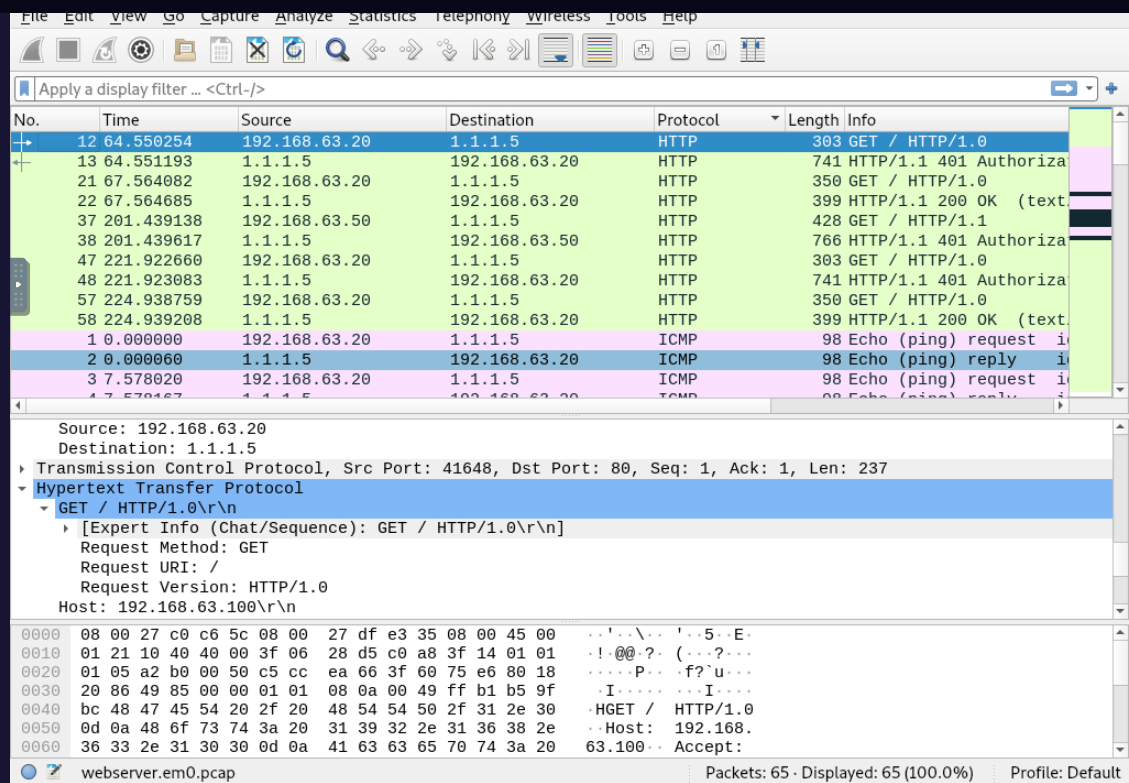 File Edit View Go Capture Analyze Statistics Telephony Wireless Tools Help
Apply a display filter ... <Ctrl-/>
No. Time Source Destination Protocol Length Info
12 64.550254 192.168.63.20 1.1.1.5 HTTP 303 GET / HTTP/1.0
13 64.551193 1.1.1.5 192.168.63.20 HTTP 741 HTTP/1.1 401 Authoriza
21 67.564082 192.168.63.20 1.1.1.5 HTTP 350 GET / HTTP/1.0
22 67.564685 1.1.1.5 192.168.63.20 HTTP 399 HTTP/1.1 200 OK (text.
37 201.439138 192.168.63.50 1.1.1.5 HTTP 428 GET / HTTP/1.1
38 201.439617 1.1.1.5 192.168.63.50 HTTP 766 HTTP/1.1 401 Authoriza
47 221.922660 192.168.63.20 1.1.1.5 HTTP 303 GET / HTTP/1.0
48 221.923083 1.1.1.5 192.168.63.20 HTTP 741 HTTP/1.1 401 Authoriza
57 224.938759 192.168.63.20 1.1.1.5 HTTP 350 GET / HTTP/1.0
58 224.939208 1.1.1.5 192.168.63.20 HTTP 399 HTTP/1.1 200 OK (text.
1 0.000000 192.168.63.20 1.1.1.5 ICMP 98 Echo (ping) request i
2 0.000060 1.1.1.5 192.168.63.20 ICMP 98 Echo (ping) reply i
3 7.578020 192.168.63.20 1.1.1.5 ICMP 98 Echo (ping) request i
4 7.578167 1.1.1.5 192.168.63.20 ICMP 98 Echo (ping) reply i
Source: 192.168.63.20
Destination: 1.1.1.5
Transmission Control Protocol, Src Port: 41648, Dst Port: 80, Seq: 1, Ack: 1, Len: 237
Hypertext Transfer Protocol
GET / HTTP/1.0\r\n
[Expert Info (Chat/Sequence): GET / HTTP/1.0\r\n]
Request Method: GET
Request URI: /
Request Version: HTTP/1.0
Host: 192.168.63.100\r\n
0000 08 00 27 c0 c6 5c 08 00 27 df e3 35 08 00 45 00 ··'··\·· '··5··E·
0010 01 21 10 40 40 00 3f 06 28 d5 c0 a8 3f 14 01 01 ·!·@@·?· (···?···
0020 01 05 a2 b0 00 50 c5 cc ea 66 3f 60 75 e6 80 18 ·····P·· ·f?`u···
0030 20 86 49 85 00 00 01 01 08 0a 00 49 ff b1 b5 9f ·I····· ···I····
0040 bc 48 47 45 54 20 2f 20 48 54 54 50 2f 31 2e 30 ·HGET / HTTP/1.0
0050 0d 0a 48 6f 73 74 3a 20 31 39 32 2e 31 36 38 2e ··Host: 192.168.
0060 36 33 2e 31 30 30 0d 0a 41 63 63 65 70 74 3a 20 63.100·· Accept:
webserver.em0.pcap Packets: 65 · Displayed: 65 (100.0%) Profile: Default